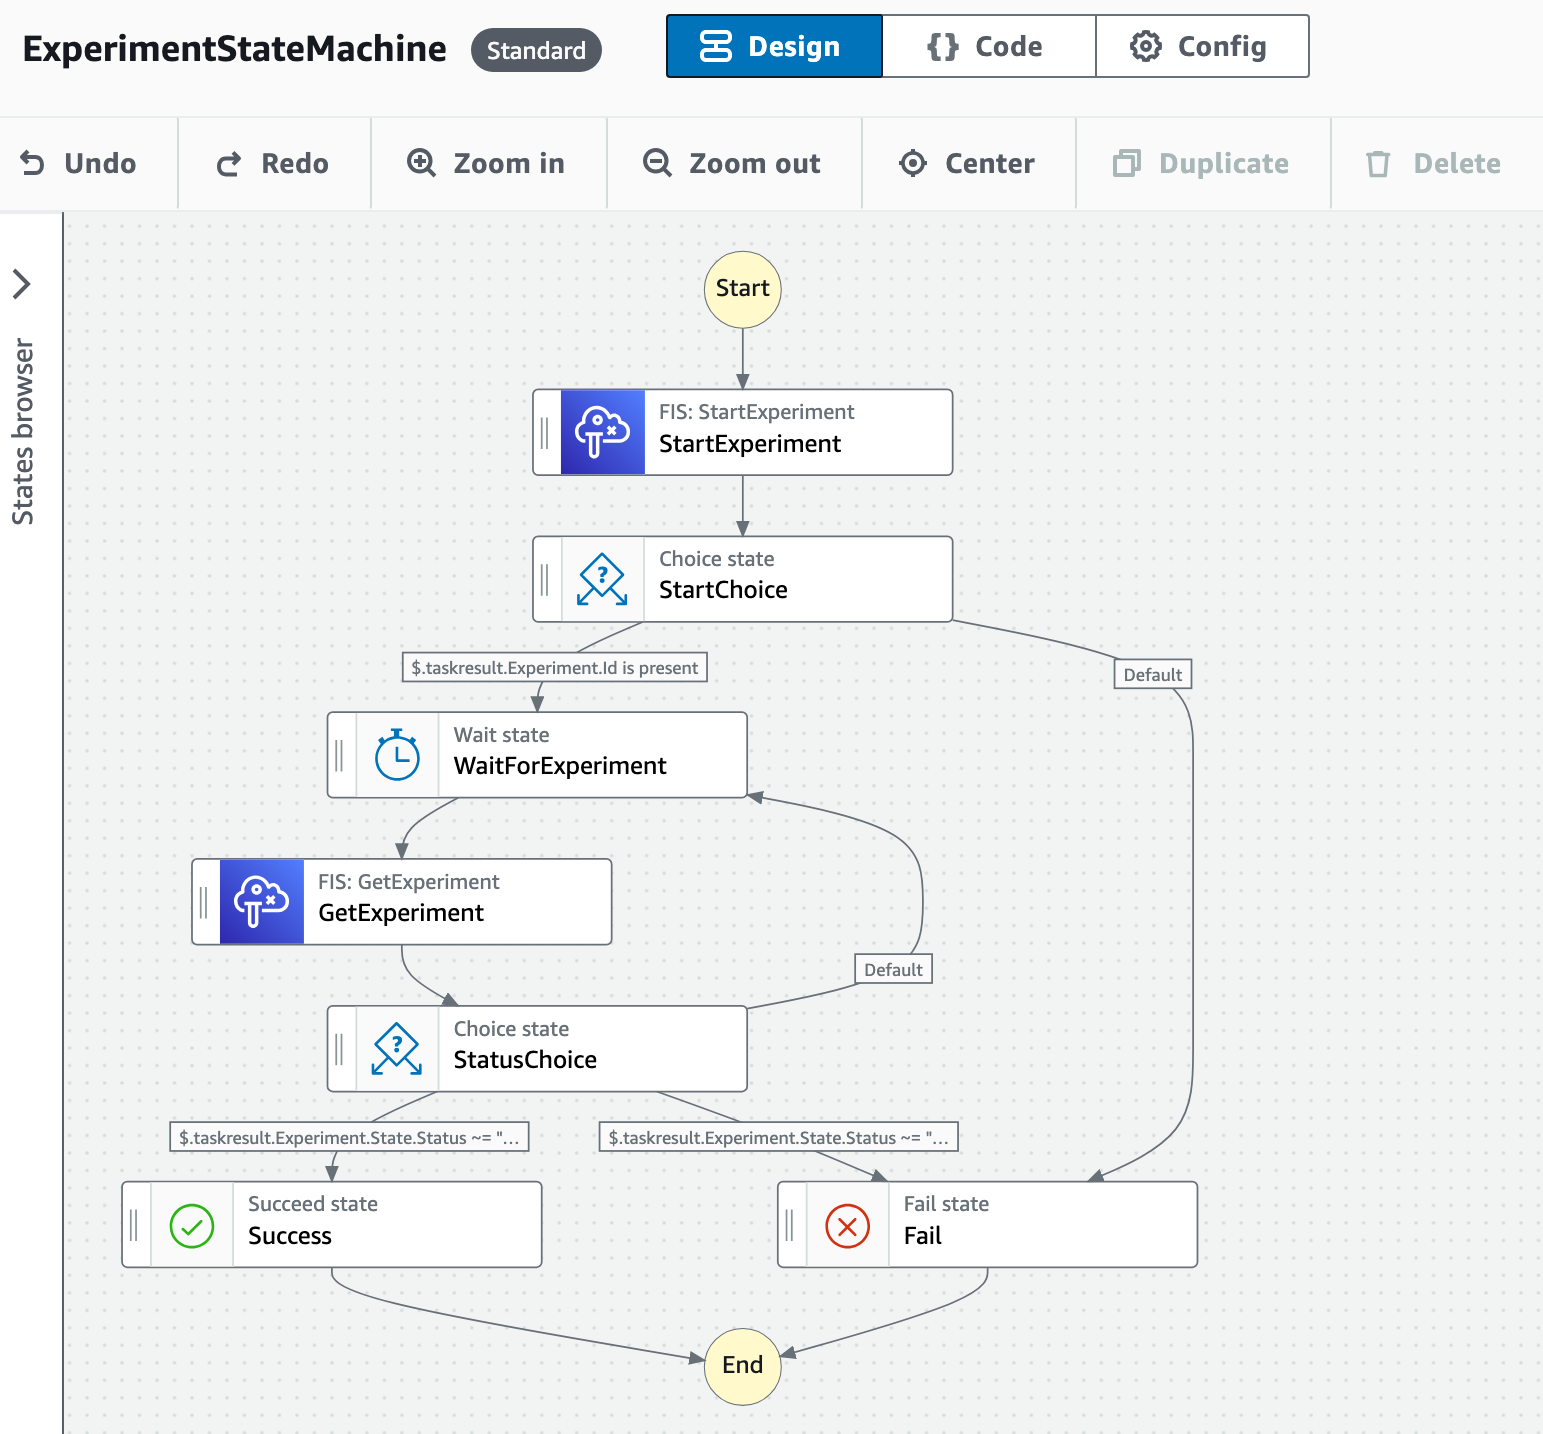 ExperimentStateMachine
Standard
Design
{} Code
Config
Undo
Redo
Zoom in
Zoom out
Center
Duplicate
Delete
States browser
Start
FIS: StartExperiment
StartExperiment
Choice state
StartChoice
$.taskresult.Experiment.Id is present
Default
Wait state
WaitForExperiment
FIS: GetExperiment
GetExperiment
Default
Choice state
StatusChoice
$.taskresult.Experiment.State.Status ~= "...
$.taskresult.Experiment.State.Status ~= "...
Succeed state
Success
Fail state
Fail
End